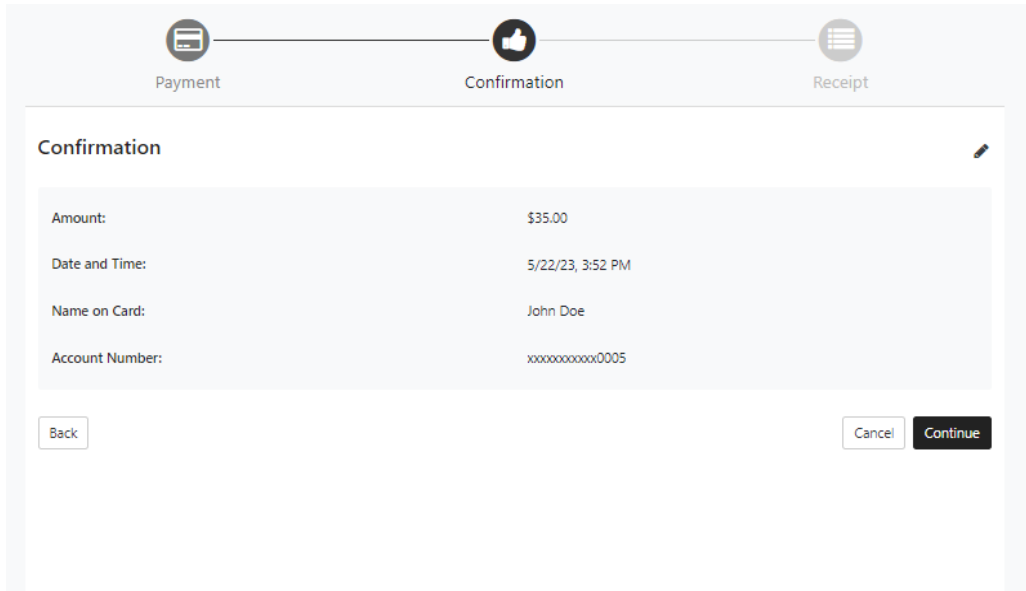 Payment Confirmation Receipt
Confirmation
Amount: $35.00
Date and Time: 5/22/23, 3:52 PM
Name on Card: John Doe
Account Number: xxxxxxxxxxx0005
Back Cancel Continue